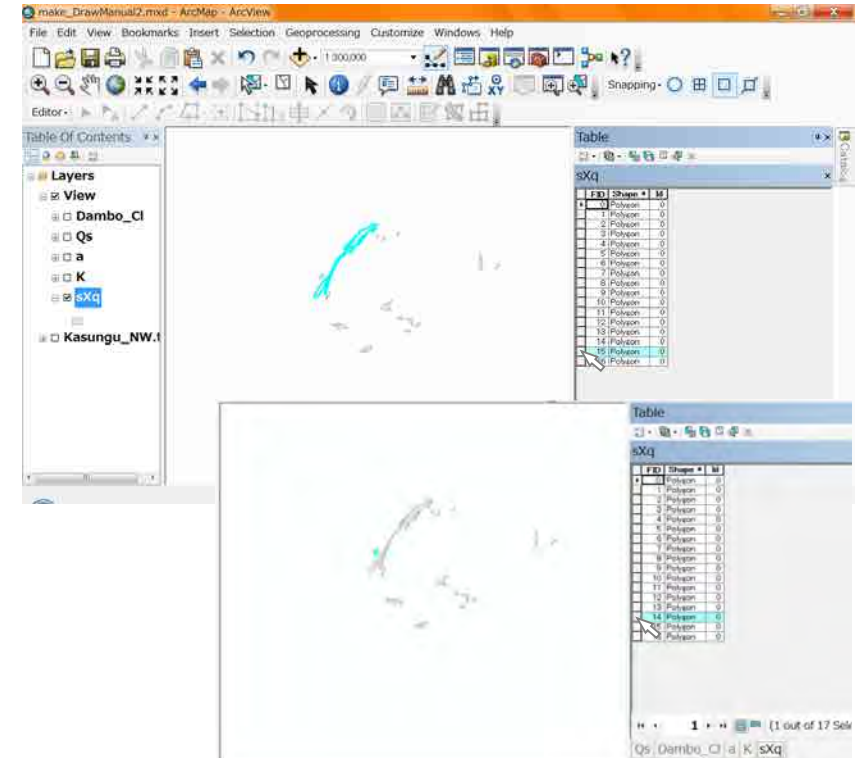 make_DrawManual2.mxd - ArcMap - ArcView
File Edit View Bookmarks Insert Selection Geoprocessing Customize Windows Help
1:300,000
Snapping
Editor
Table Of Contents
Layers
View
Dambo_Cl
Qs
a
K
sXq
Kasungu_NW.t
Table
sXq
Catalog
FID Shape * Id
0 Polygon 0
1 Polygon 0
2 Polygon 0
3 Polygon 0
4 Polygon 0
5 Polygon 0
6 Polygon 0
7 Polygon 0
8 Polygon 0
9 Polygon 0
10 Polygon 0
11 Polygon 0
12 Polygon 0
13 Polygon 0
14 Polygon 0
15 Polygon 0
Polygon 0
Table
sXq
FID Shape * Id
0 Polygon 0
1 Polygon 0
2 Polygon 0
3 Polygon 0
4 Polygon 0
5 Polygon 0
6 Polygon 0
7 Polygon 0
8 Polygon 0
9 Polygon 0
10 Polygon 0
11 Polygon 0
12 Polygon 0
13 Polygon 0
14 Polygon 0
Polygon 0
Polygon 0
1 (1 out of 17 Sele
Qs Dambo_Cl a K sXq